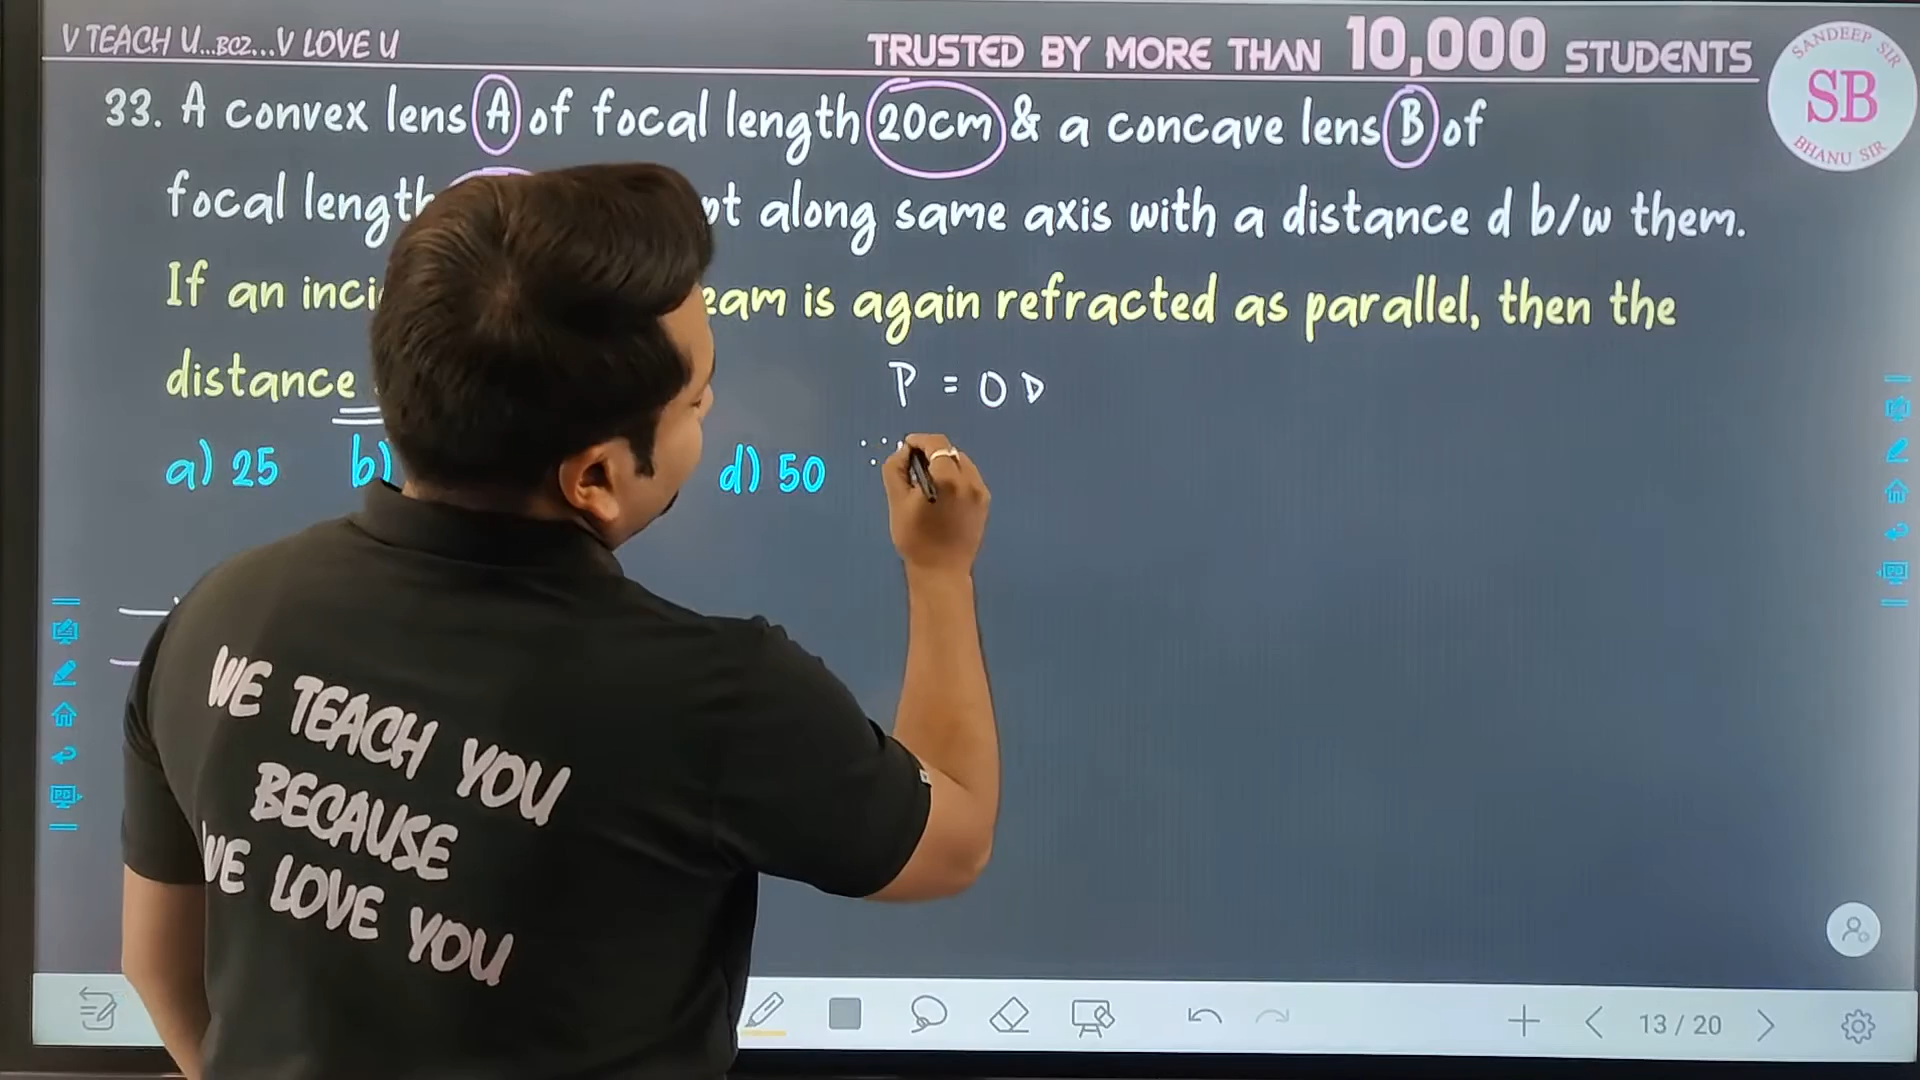 V TEACH U...BCZ...V LOVE U
TRUSTED BY MORE THAN 10,000 STUDENTS
SANDEEP SIR
SB
BHANU SIR
33. A convex lens A of focal length 20cm & a concave lens B of
focal length along same axis with a distance d b/w them.
If an is again refracted as parallel, then the
distance
P = 0 D
a) 25 b) d) 50
WE TEACH YOU
BECAUSE
WE LOVE YOU
13 / 20